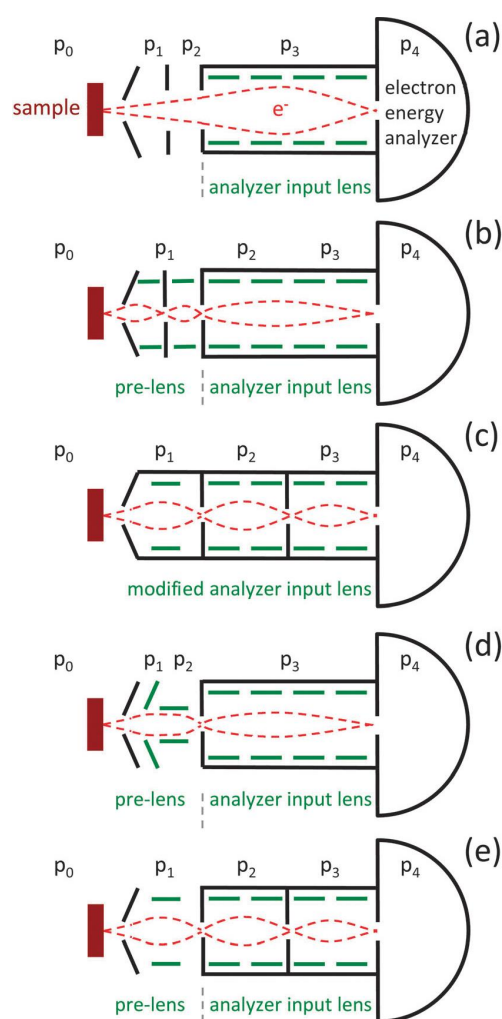 (a)
p₀ p₁ p₂ p₃ p₄
sample
e⁻
electron
energy
analyzer
analyzer input lens
(b)
p₀ p₁ p₂ p₃ p₄
pre-lens analyzer input lens
(c)
p₀ p₁ p₂ p₃ p₄
modified analyzer input lens
(d)
p₀ p₁ p₂ p₃ p₄
pre-lens analyzer input lens
(e)
p₀ p₁ p₂ p₃ p₄
pre-lens analyzer input lens